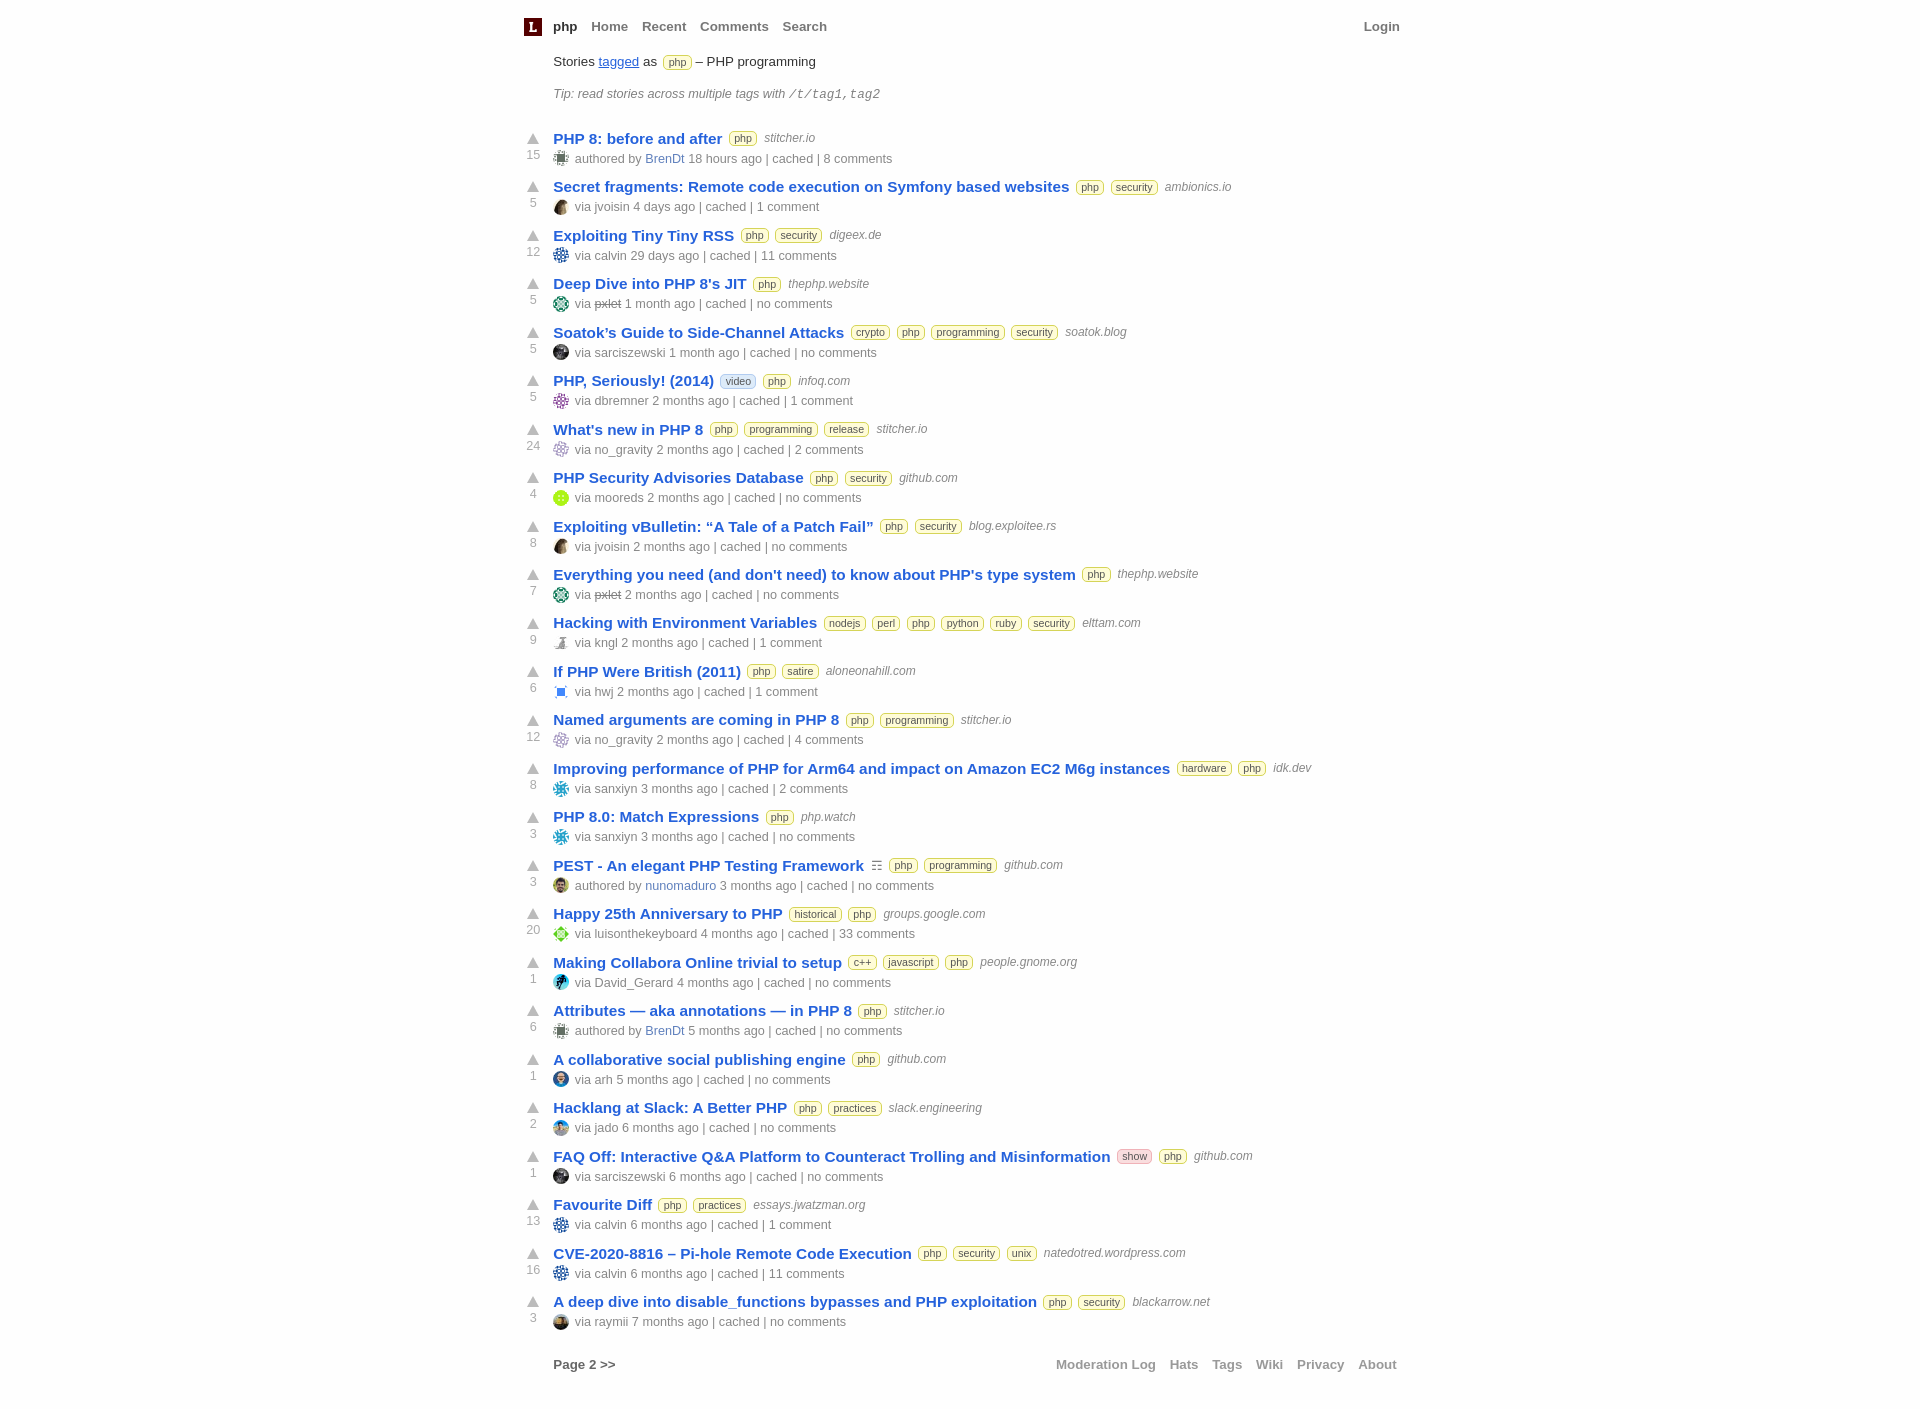 L php Home Recent Comments Search Login
Stories tagged as php – PHP programming
Tip: read stories across multiple tags with /t/tag1,tag2
PHP 8: before and after php stitcher.io
15 authored by BrenDt 18 hours ago | cached | 8 comments
Secret fragments: Remote code execution on Symfony based websites php security ambionics.io
5 via jvoisin 4 days ago | cached | 1 comment
Exploiting Tiny Tiny RSS php security digeex.de
12 via calvin 29 days ago | cached | 11 comments
Deep Dive into PHP 8's JIT php thephp.website
5 via pxlet 1 month ago | cached | no comments
Soatok’s Guide to Side-Channel Attacks crypto php programming security soatok.blog
5 via sarciszewski 1 month ago | cached | no comments
PHP, Seriously! (2014) video php infoq.com
5 via dbremner 2 months ago | cached | 1 comment
What's new in PHP 8 php programming release stitcher.io
24 via no_gravity 2 months ago | cached | 2 comments
PHP Security Advisories Database php security github.com
4 via mooreds 2 months ago | cached | no comments
Exploiting vBulletin: “A Tale of a Patch Fail” php security blog.exploitee.rs
8 via jvoisin 2 months ago | cached | no comments
Everything you need (and don't need) to know about PHP's type system php thephp.website
7 via pxlet 2 months ago | cached | no comments
Hacking with Environment Variables nodejs perl php python ruby security elttam.com
9 via kngl 2 months ago | cached | 1 comment
If PHP Were British (2011) php satire aloneonahill.com
6 via hwj 2 months ago | cached | 1 comment
Named arguments are coming in PHP 8 php programming stitcher.io
12 via no_gravity 2 months ago | cached | 4 comments
Improving performance of PHP for Arm64 and impact on Amazon EC2 M6g instances hardware php idk.dev
8 via sanxiyn 3 months ago | cached | 2 comments
PHP 8.0: Match Expressions php php.watch
3 via sanxiyn 3 months ago | cached | no comments
PEST - An elegant PHP Testing Framework ☶ php programming github.com
3 authored by nunomaduro 3 months ago | cached | no comments
Happy 25th Anniversary to PHP historical php groups.google.com
20 via luisonthekeyboard 4 months ago | cached | 33 comments
Making Collabora Online trivial to setup c++ javascript php people.gnome.org
1 via David_Gerard 4 months ago | cached | no comments
Attributes — aka annotations — in PHP 8 php stitcher.io
6 authored by BrenDt 5 months ago | cached | no comments
A collaborative social publishing engine php github.com
1 via arh 5 months ago | cached | no comments
Hacklang at Slack: A Better PHP php practices slack.engineering
2 via jado 6 months ago | cached | no comments
FAQ Off: Interactive Q&A Platform to Counteract Trolling and Misinformation show php github.com
1 via sarciszewski 6 months ago | cached | no comments
Favourite Diff php practices essays.jwatzman.org
13 via calvin 6 months ago | cached | 1 comment
CVE-2020-8816 – Pi-hole Remote Code Execution php security unix natedotred.wordpress.com
16 via calvin 6 months ago | cached | 11 comments
A deep dive into disable_functions bypasses and PHP exploitation php security blackarrow.net
3 via raymii 7 months ago | cached | no comments
Page 2 >> Moderation Log Hats Tags Wiki Privacy About